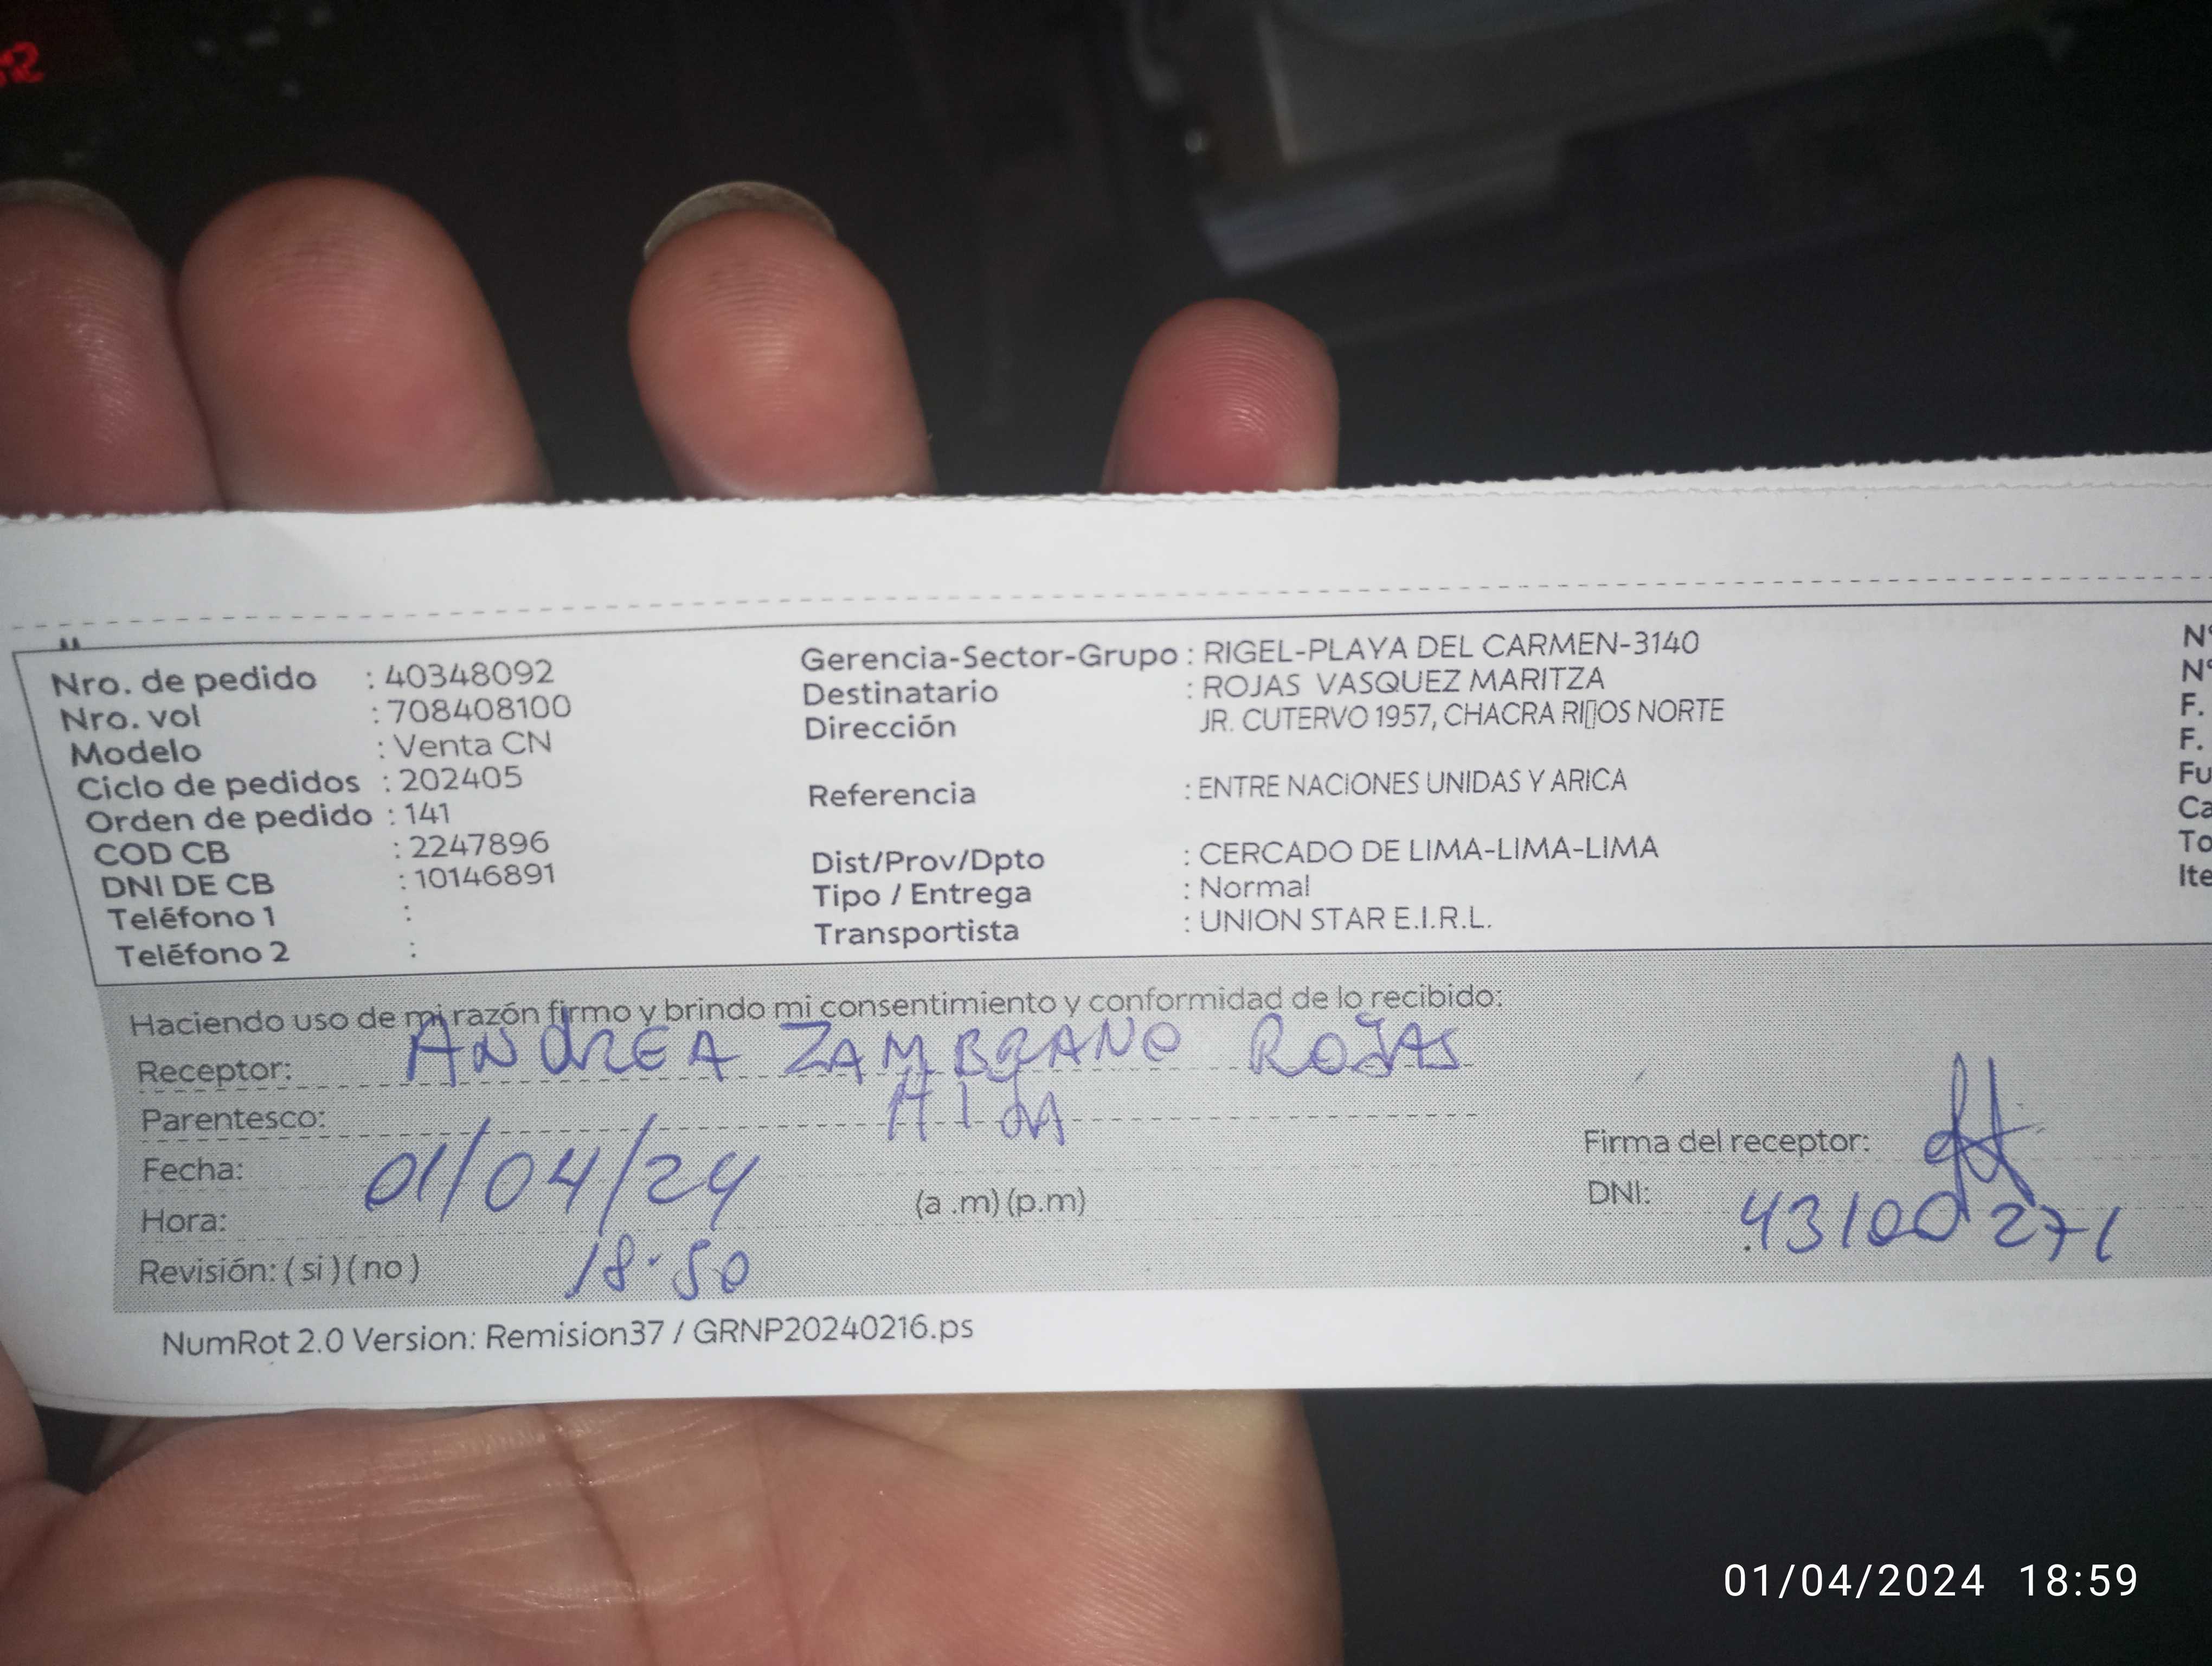 Nro. de pedido : 40348092
Nro. vol : 708408100
Modelo : Venta CN
Ciclo de pedidos : 202405
Orden de pedido : 141
COD CB : 2247896
DNI DE CB : 10146891
Teléfono 1 :
Teléfono 2 :
Gerencia-Sector-Grupo : RIGEL-PLAYA DEL CARMEN-3140
Destinatario : ROJAS VASQUEZ MARITZA
Dirección JR. CUTERVO 1957, CHACRA RI▯OS NORTE
Referencia : ENTRE NACIONES UNIDAS Y ARICA
Dist/Prov/Dpto : CERCADO DE LIMA-LIMA-LIMA
Tipo / Entrega : Normal
Transportista : UNION STAR E.I.R.L.
N°
N°
F.
F.
Haciendo uso de mi razón firmo y brindo mi consentimiento y conformidad de lo recibido:
Receptor: ANDREA ZAMBRANO ROJAS
Parentesco: HIJA
Fecha: 01/04/24
Hora: 18:50 (a .m) (p.m)
Revisión: ( si ) ( no )
Firma del receptor:
DNI: 43100271
NumRot 2.0 Version: Remision37 / GRNP20240216.ps
01/04/2024 18:59